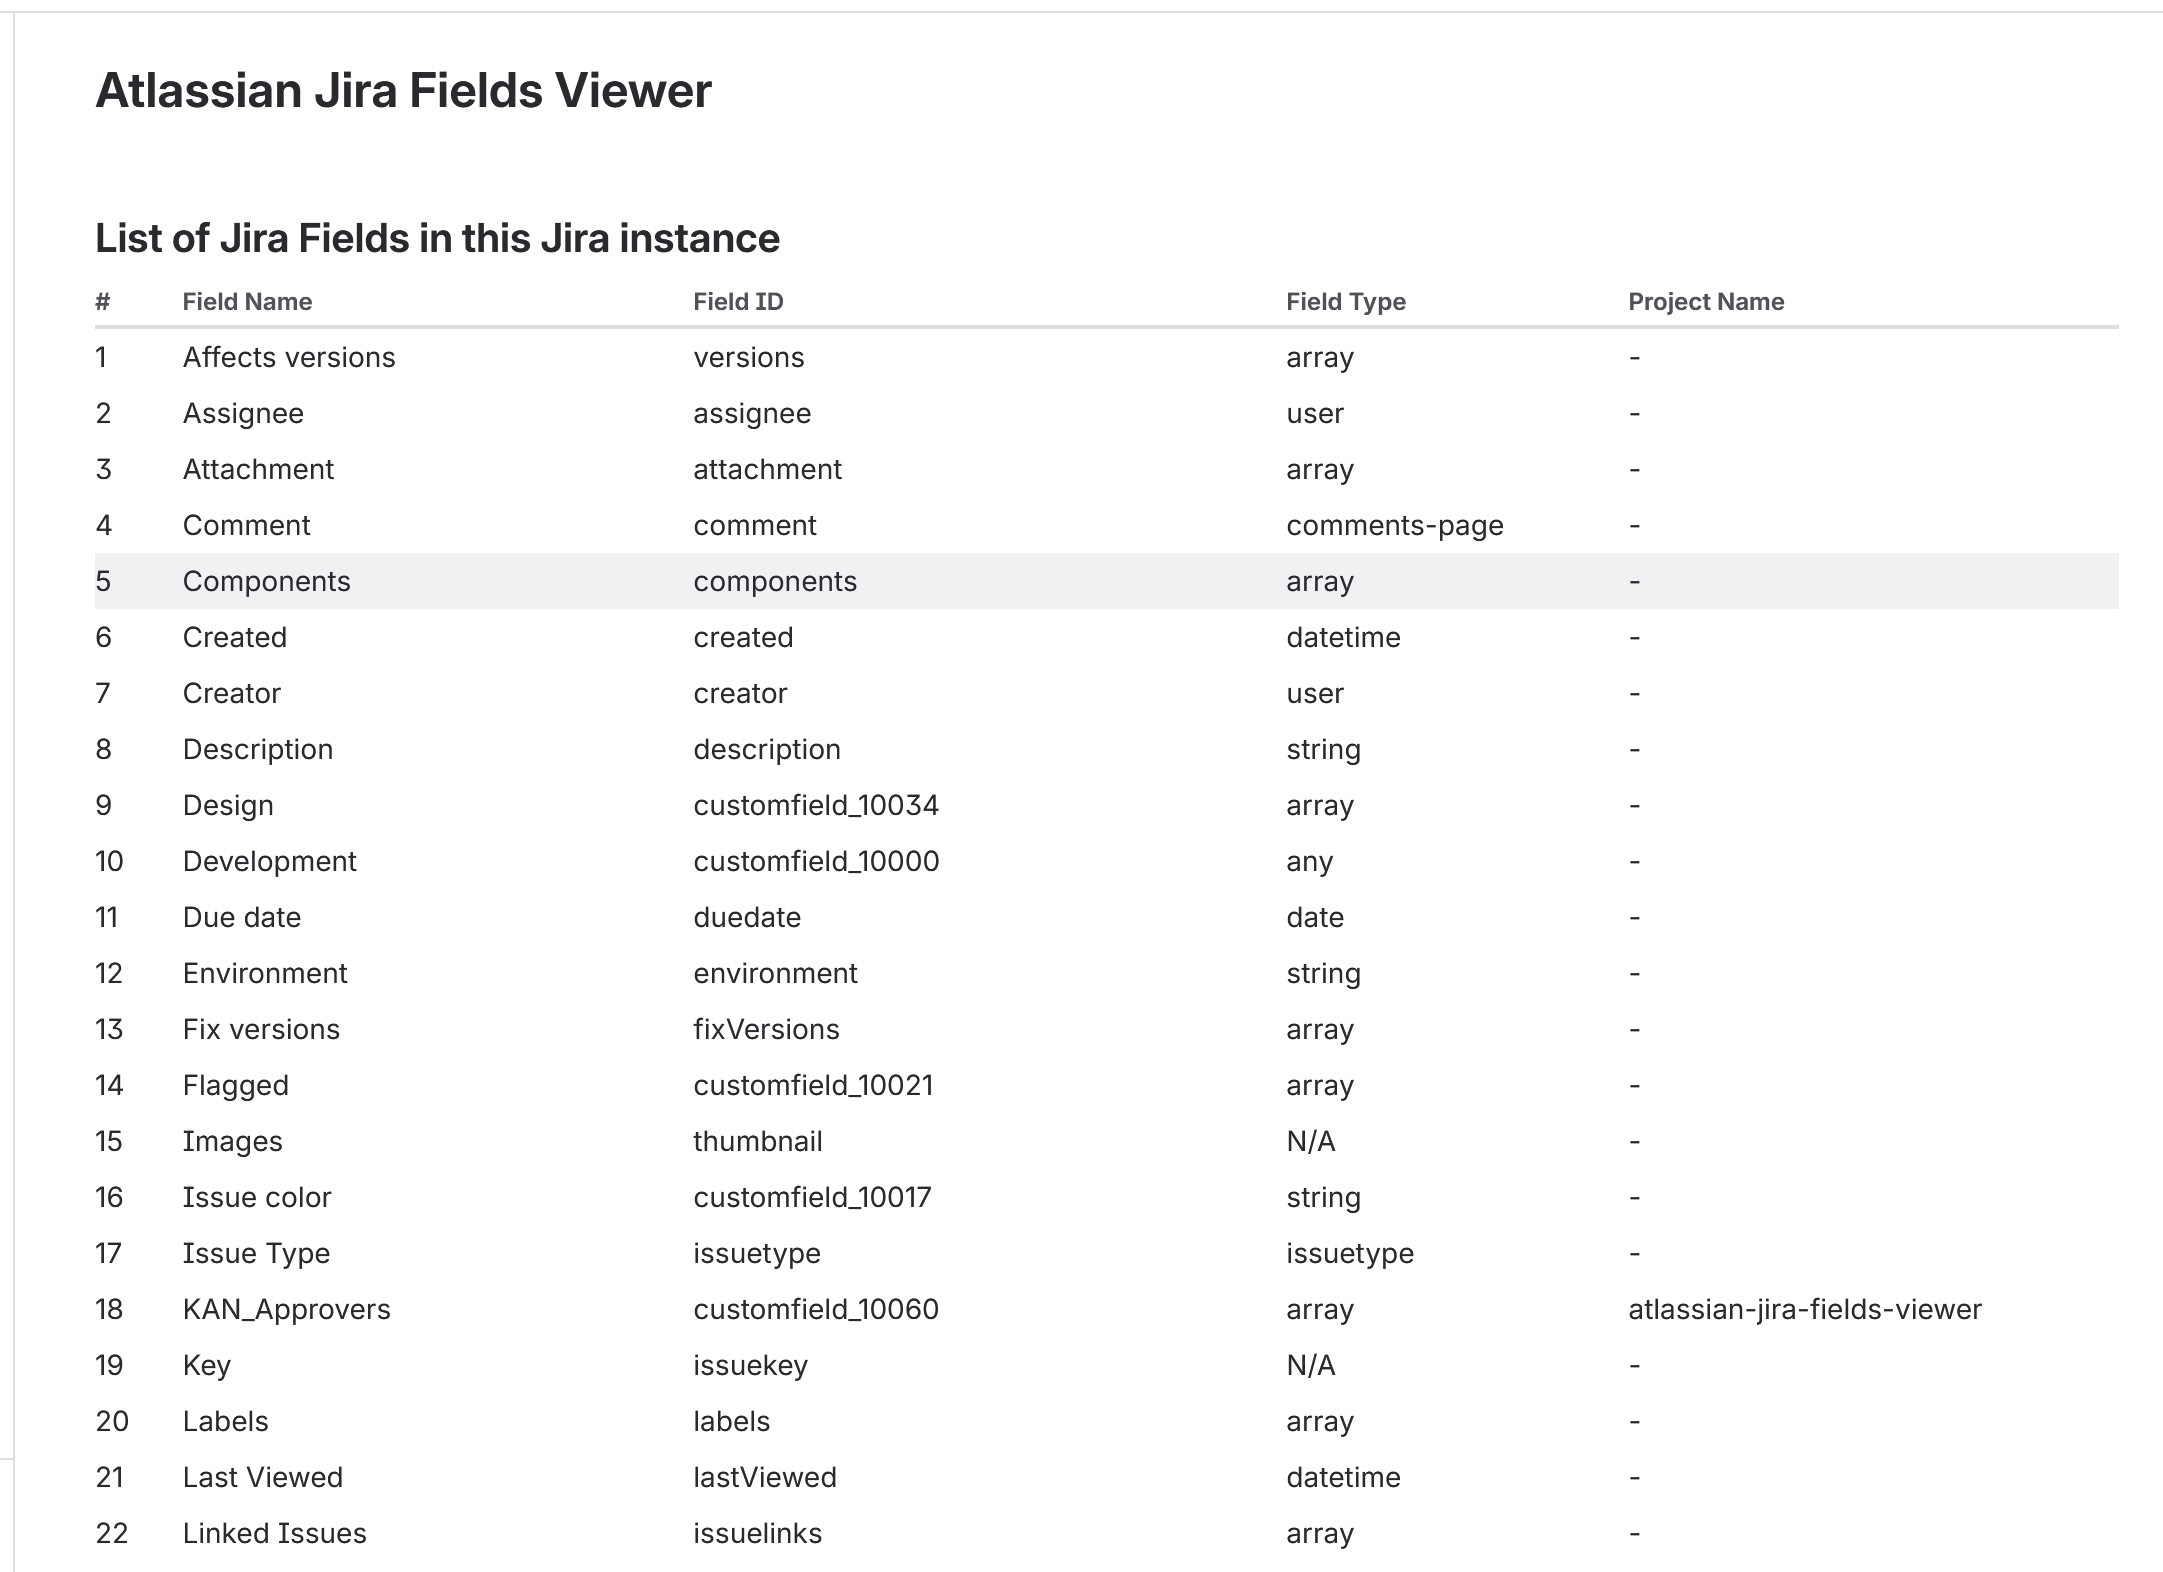 Atlassian Jira Fields Viewer
List of Jira Fields in this Jira instance
# Field Name Field ID Field Type Project Name
1 Affects versions versions array -
2 Assignee assignee user -
3 Attachment attachment array -
4 Comment comment comments-page -
5 Components components array -
6 Created created datetime -
7 Creator creator user -
8 Description description string -
9 Design customfield_10034 array -
10 Development customfield_10000 any -
11 Due date duedate date -
12 Environment environment string -
13 Fix versions fixVersions array -
14 Flagged customfield_10021 array -
15 Images thumbnail N/A -
16 Issue color customfield_10017 string -
17 Issue Type issuetype issuetype -
18 KAN_Approvers customfield_10060 array atlassian-jira-fields-viewer
19 Key issuekey N/A -
20 Labels labels array -
21 Last Viewed lastViewed datetime -
22 Linked Issues issuelinks array -